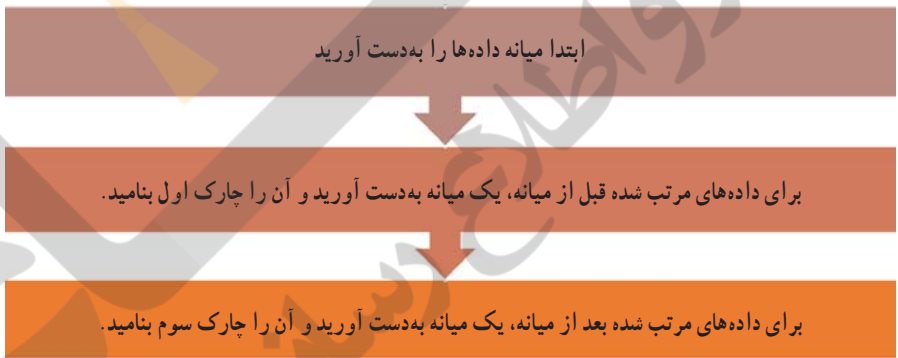 ابتدا میانه داده‌ها را به‌دست آورید
برای داده‌های مرتب شده قبل از میانه، یک میانه به‌دست آورید و آن را چارک اول بنامید.
برای داده‌های مرتب شده بعد از میانه، یک میانه به‌دست آورید و آن را چارک سوم بنامید.